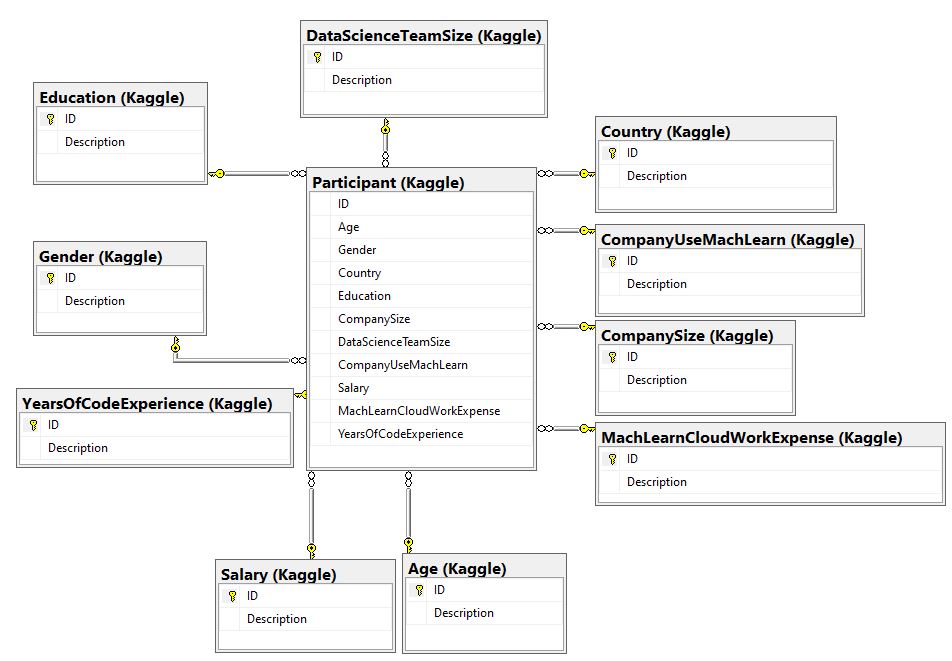 DataScienceTeamSize (Kaggle)
ID
Description
Education (Kaggle)
ID
Description
Country (Kaggle)
ID
Description
Participant (Kaggle)
ID
Age
Gender
Country
Education
CompanySize
DataScienceTeamSize
CompanyUseMachLearn
Salary
MachLearnCloudWorkExpense
YearsOfCodeExperience
CompanyUseMachLearn (Kaggle)
ID
Description
Gender (Kaggle)
ID
Description
CompanySize (Kaggle)
ID
Description
YearsOfCodeExperience (Kaggle)
ID
Description
MachLearnCloudWorkExpense (Kaggle)
ID
Description
Salary (Kaggle)
ID
Description
Age (Kaggle)
ID
Description